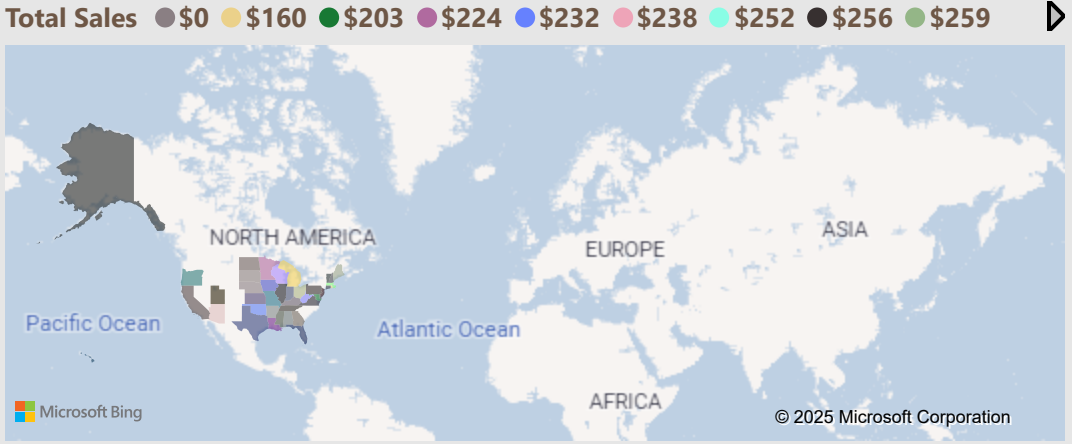 Total Sales $0 $160 $203 $224 $232 $238 $252 $256 $259
NORTH AMERICA
EUROPE
ASIA
Pacific Ocean
Atlantic Ocean
AFRICA
Microsoft Bing
© 2025 Microsoft Corporation